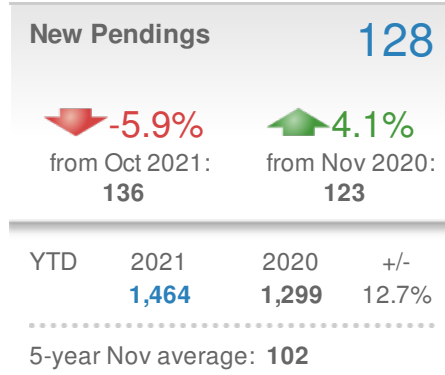 New Pendings 128
-5.9% 4.1%
from Oct 2021: from Nov 2020:
136 123
YTD 2021 2020 +/-
1,464 1,299 12.7%
5-year Nov average: 102